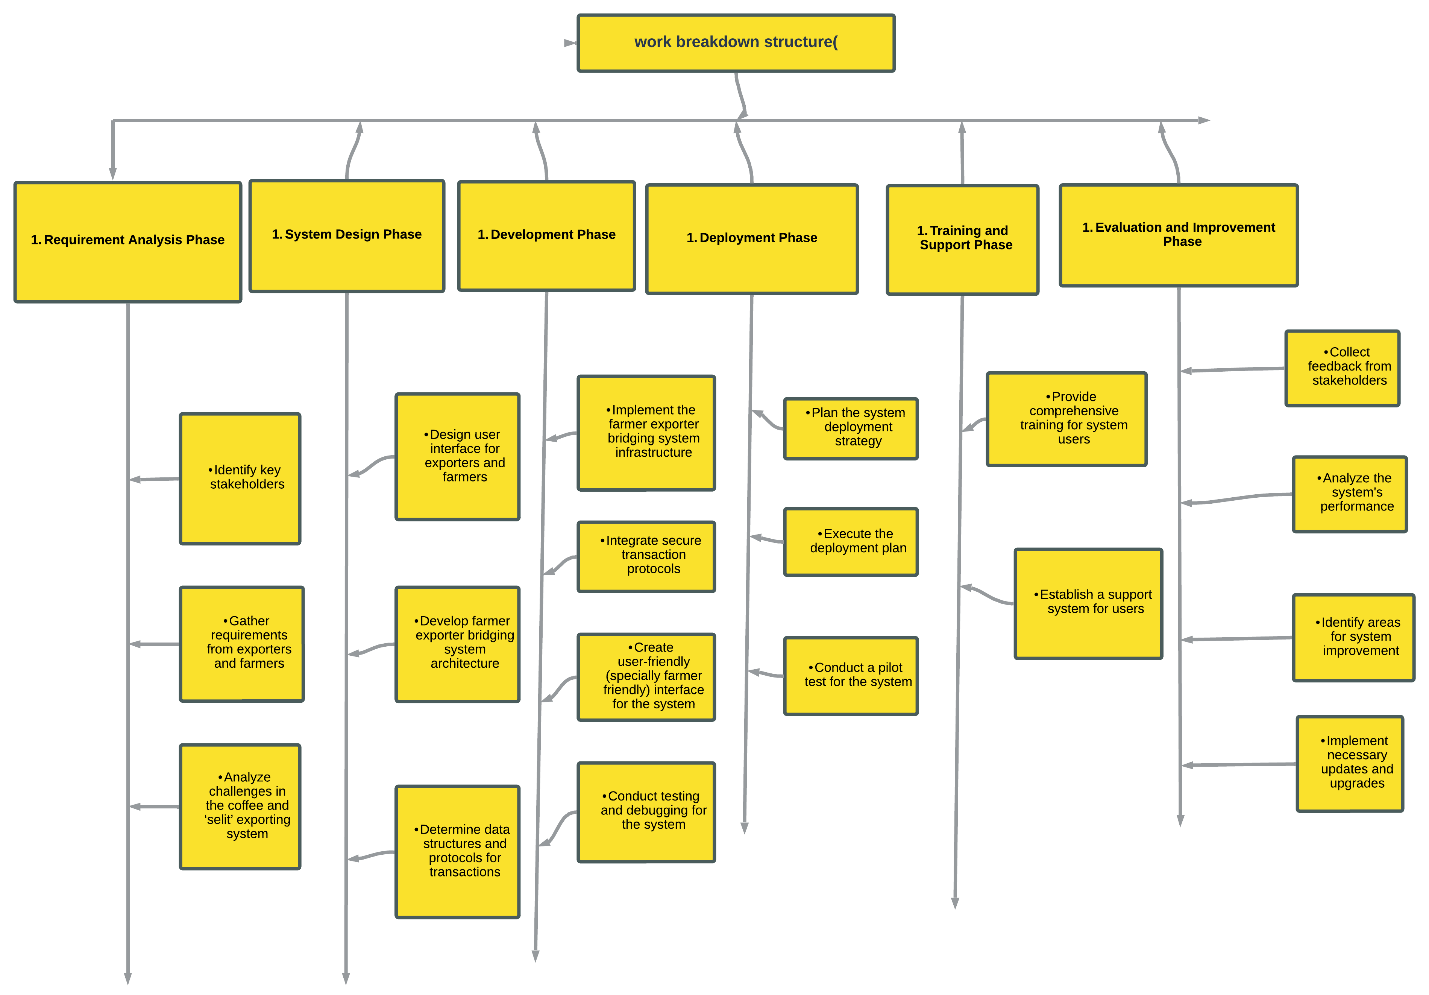 work breakdown structure(
1. Requirement Analysis Phase
1. System Design Phase
1. Development Phase
1. Deployment Phase
1. Training and
Support Phase
1. Evaluation and Improvement
Phase
•Identify key
stakeholders
•Gather
requirements
from exporters
and farmers
•Analyze
challenges in
the coffee and
‘selit’ exporting
system
•Design user
interface for
exporters and
farmers
•Develop farmer
exporter bridging
system
architecture
•Determine data
structures and
protocols for
transactions
•Implement the
farmer exporter
bridging system
infrastructure
•Integrate secure
transaction
protocols
•Create
user-friendly
(specially farmer
friendly) interface
for the system
•Conduct testing
and debugging for
the system
•Plan the system
deployment
strategy
•Execute the
deployment plan
•Conduct a pilot
test for the system
•Provide
comprehensive
training for system
users
•Establish a support
system for users
•Collect
feedback from
stakeholders
•Analyze the
system's
performance
•Identify areas
for system
improvement
•Implement
necessary
updates and
upgrades